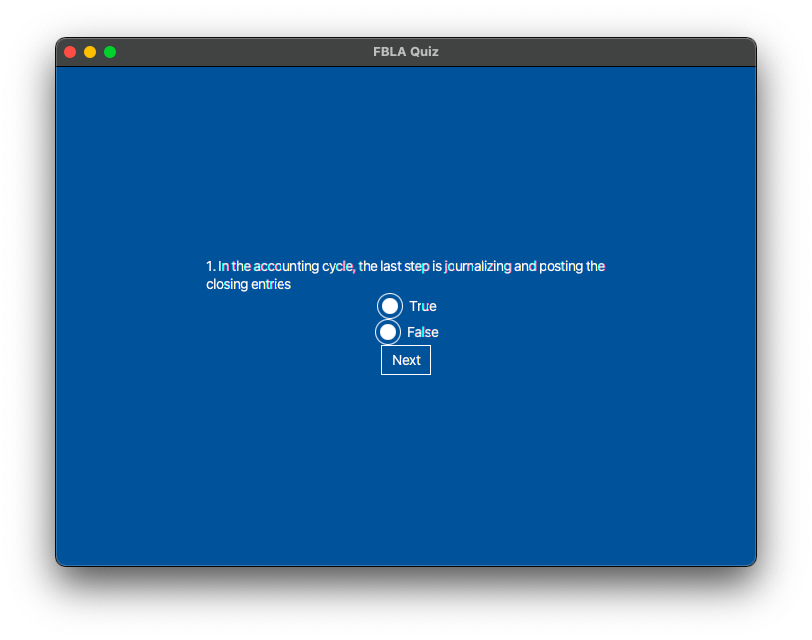 FBLA Quiz
1. In the accounting cycle, the last step is journalizing and posting the
closing entries
True
False
Next